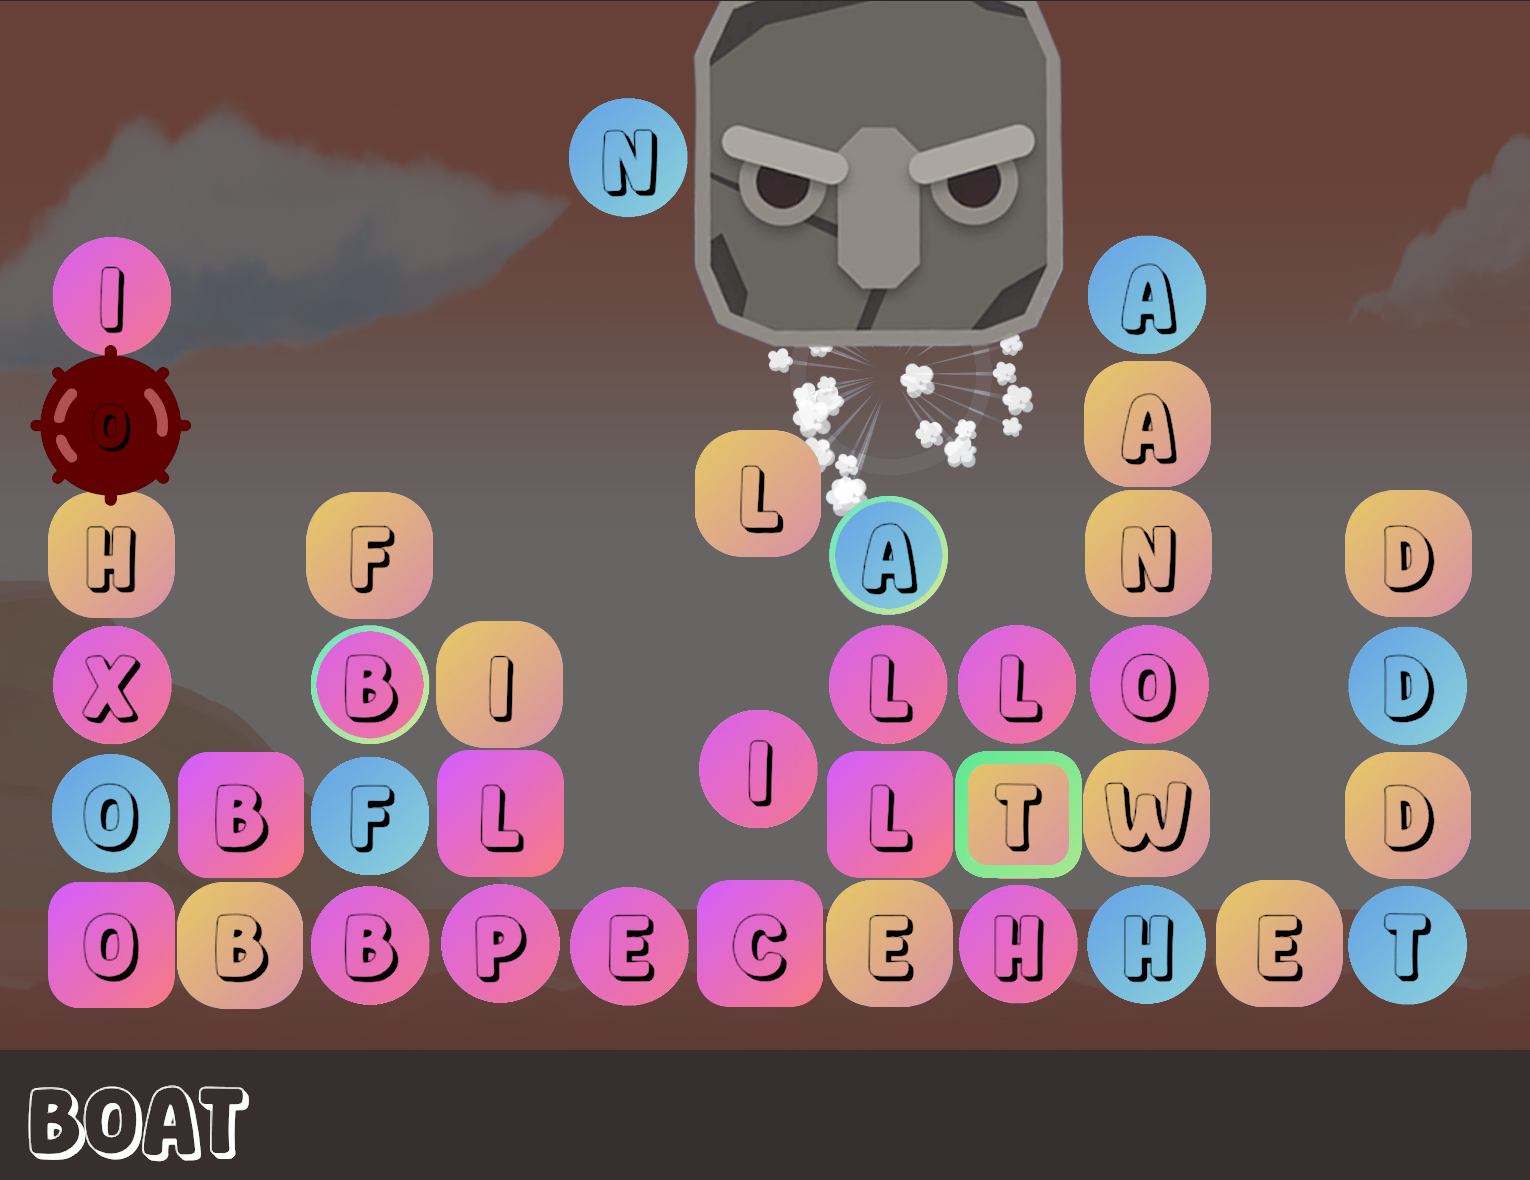 N
I A
O A
H F L A N D
X B I L L O D
O B F L I L T W D
O B B P E C E H H E T
BOAT